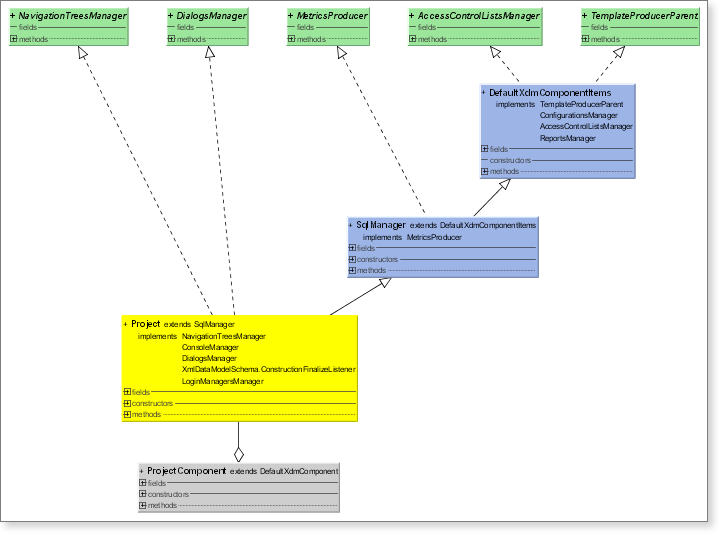 + NavigationTreesManager
fields
methods
+ DialogsManager
fields
methods
+ MetricsProducer
fields
methods
+ AccessControlListsManager
fields
methods
+ TemplateProducerParent
fields
methods
+ DefaultXdmComponentItems
implements TemplateProducerParent
ConfigurationsManager
AccessControlListsManager
ReportsManager
fields
constructors
methods
+ SqlManager extends DefaultXdmComponentItems
implements MetricsProducer
fields
constructors
methods
+ Project extends SqlManager
implements NavigationTreesManager
ConsoleManager
DialogsManager
XmlDataModelSchema.ConstructionFinalizeListener
LoginManagersManager
fields
constructors
methods
+ ProjectComponent extends DefaultXdmComponent
fields
constructors
methods